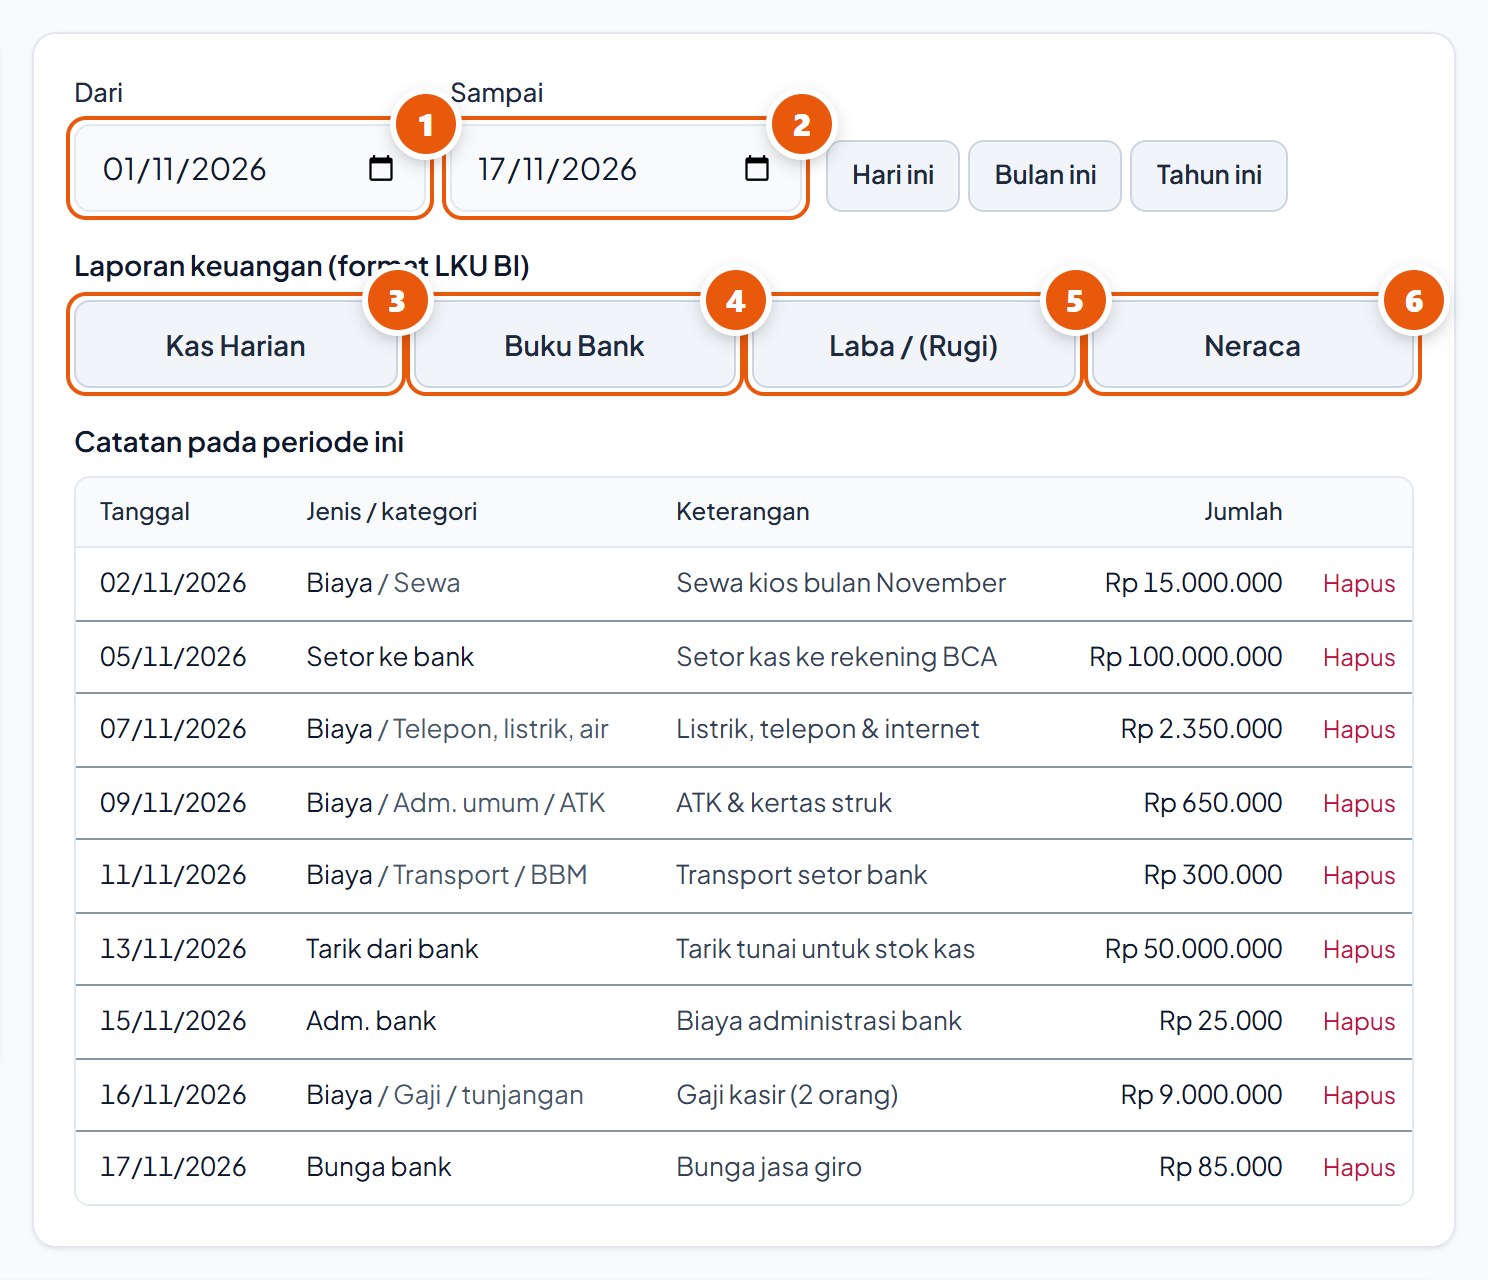 Dari
Sampai
1
2
01/11/2026
17/11/2026
Hari ini
Bulan ini
Tahun ini
Laporan keuangan (format LKU BI)
3
4
5
6
Kas Harian
Buku Bank
Laba / (Rugi)
Neraca
Catatan pada periode ini
Tanggal Jenis / kategori Keterangan Jumlah
02/11/2026 Biaya / Sewa Sewa kios bulan November Rp 15.000.000 Hapus
05/11/2026 Setor ke bank Setor kas ke rekening BCA Rp 100.000.000 Hapus
07/11/2026 Biaya / Telepon, listrik, air Listrik, telepon & internet Rp 2.350.000 Hapus
09/11/2026 Biaya / Adm. umum / ATK ATK & kertas struk Rp 650.000 Hapus
11/11/2026 Biaya / Transport / BBM Transport setor bank Rp 300.000 Hapus
13/11/2026 Tarik dari bank Tarik tunai untuk stok kas Rp 50.000.000 Hapus
15/11/2026 Adm. bank Biaya administrasi bank Rp 25.000 Hapus
16/11/2026 Biaya / Gaji / tunjangan Gaji kasir (2 orang) Rp 9.000.000 Hapus
17/11/2026 Bunga bank Bunga jasa giro Rp 85.000 Hapus